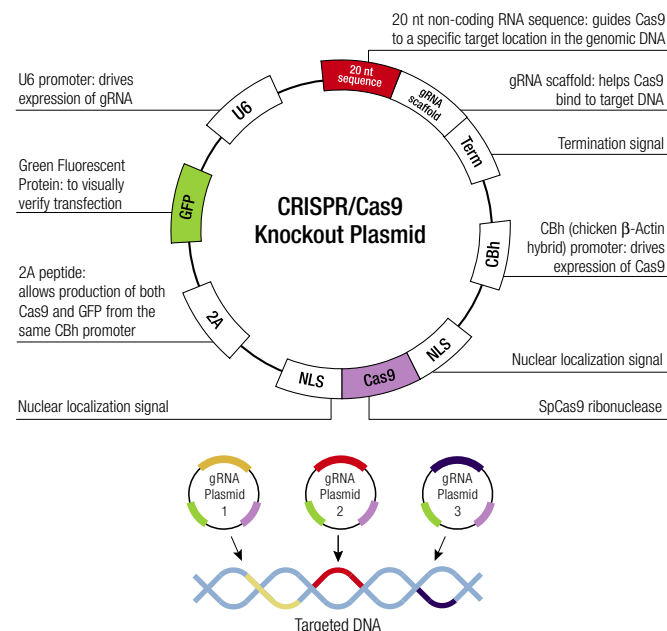 20 nt non-coding RNA sequence: guides Cas9
to a specific target location in the genomic DNA
U6 promoter: drives
expression of gRNA
20 nt
sequence
gRNA
scaffold
gRNA scaffold: helps Cas9
bind to target DNA
U6
Term
Termination signal
Green Fluorescent
Protein: to visually
verify transfection
GFP
CRISPR/Cas9
Knockout Plasmid
CBh
CBh (chicken β-Actin
hybrid) promoter: drives
expression of Cas9
2A peptide:
allows production of both
Cas9 and GFP from the
same CBh promoter
2A
NLS
Cas9
NLS
Nuclear localization signal
Nuclear localization signal
SpCas9 ribonuclease
gRNA
Plasmid
1
gRNA
Plasmid
2
gRNA
Plasmid
3
Targeted DNA